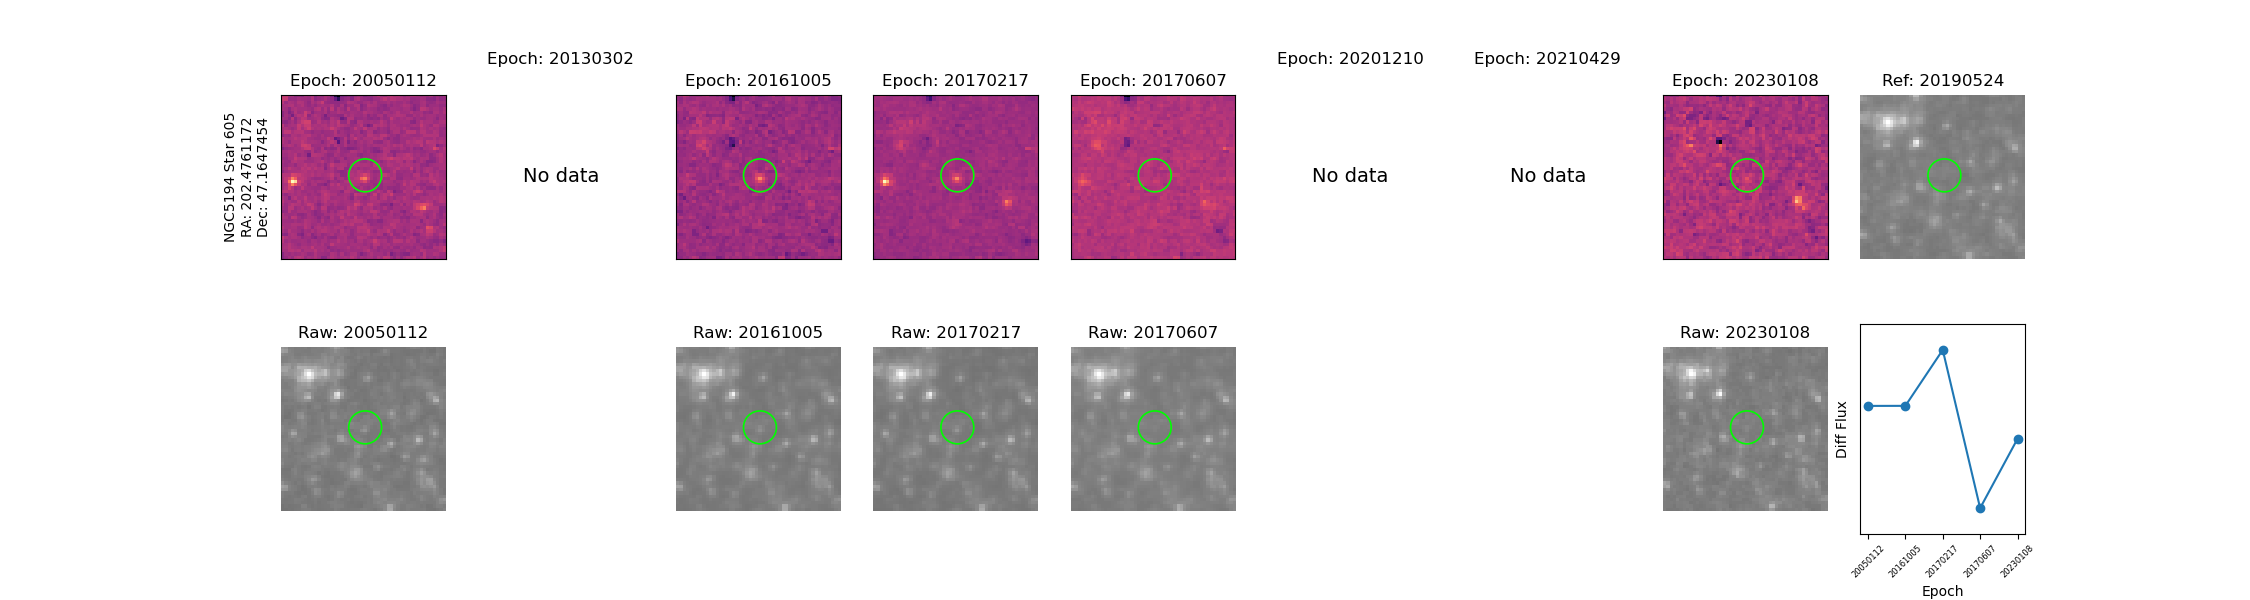 Epoch: 20130302
Epoch: 20201210
Epoch: 20210429
Epoch: 20050112
Epoch: 20161005
Epoch: 20170217
Epoch: 20170607
Epoch: 20230108
Ref: 20190524
NGC5194 Star 605
RA: 202.4761172
Dec: 47.1647454
No data
No data
No data
Raw: 20050112
Raw: 20161005
Raw: 20170217
Raw: 20170607
Raw: 20230108
Diff Flux
20050112
20161005
20170217
20170607
20230108
Epoch